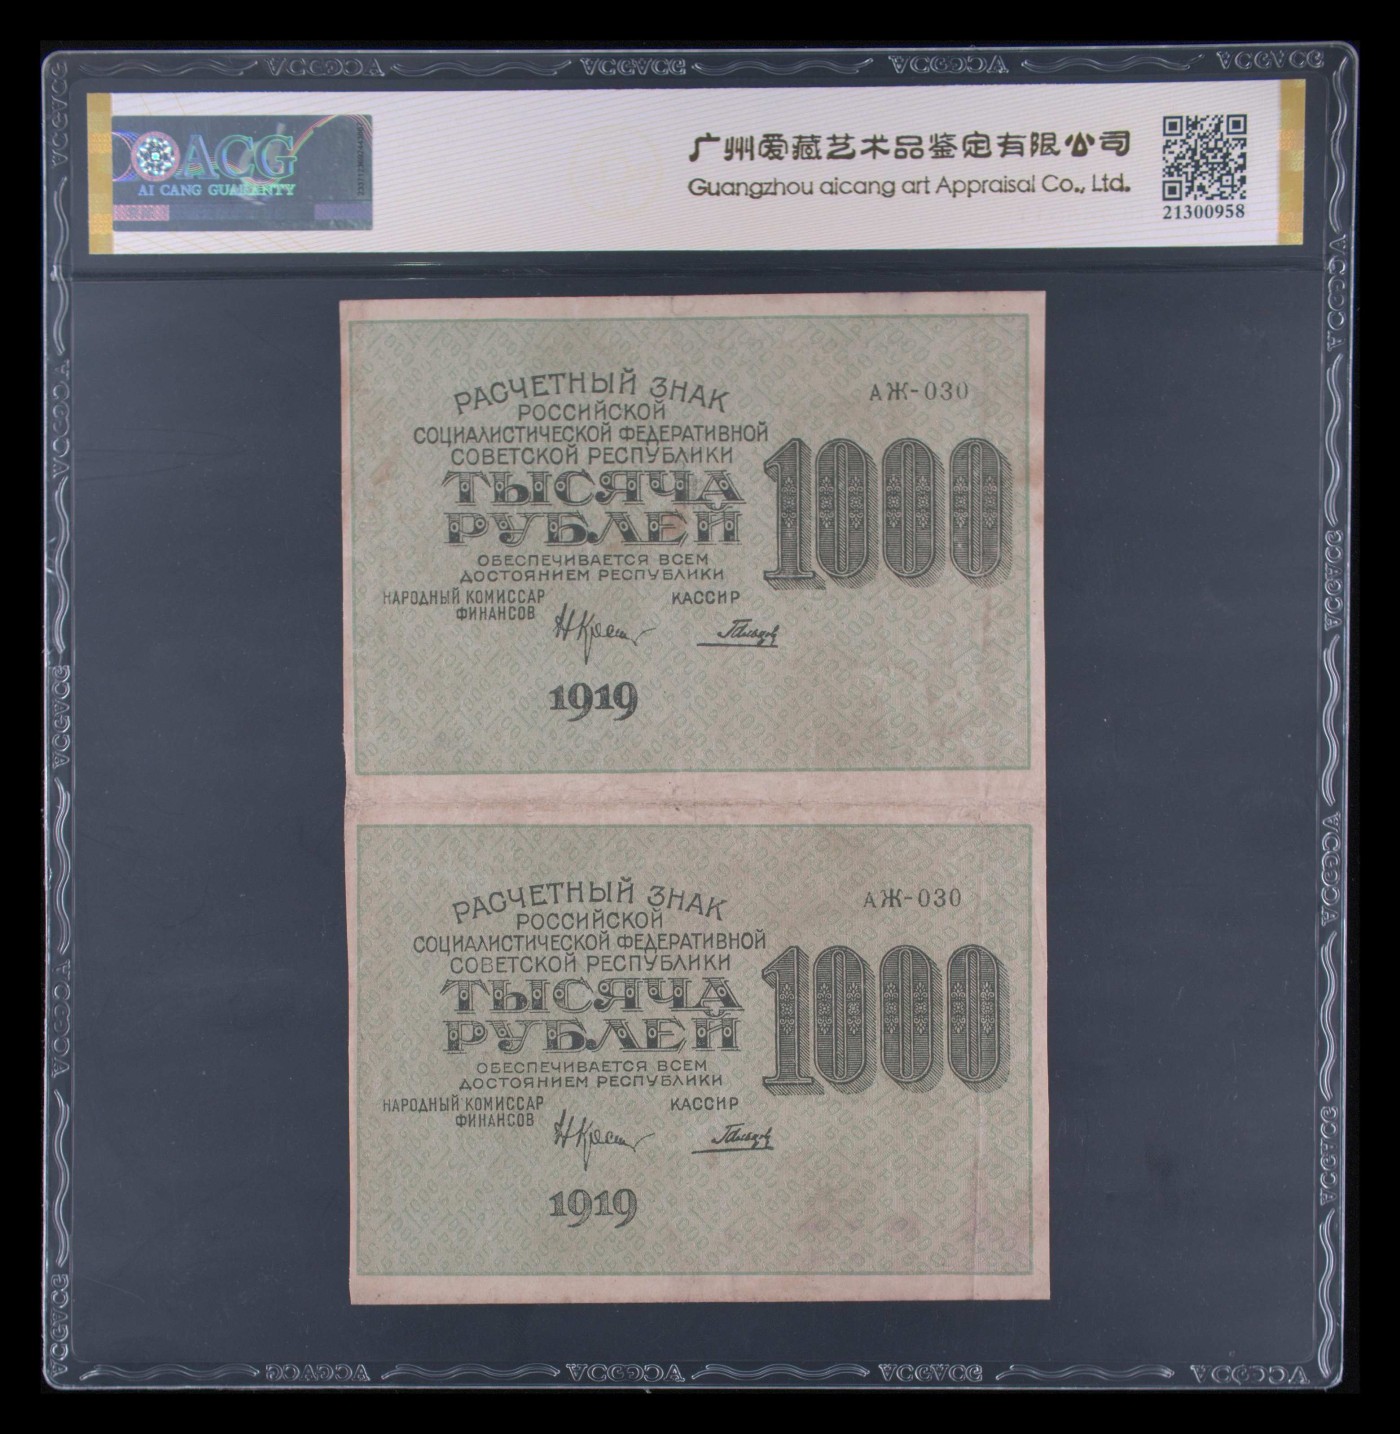 ACG
AI CANG GUARANTY
广州爱藏艺术品鉴定有限公司
Guangzhou aicang art Appraisal Co., Ltd.
21300958
РАСЧЕТНЫЙ ЗНАК
РОССИЙСКОЙ
СОЦИАЛИСТИЧЕСКОЙ ФЕДЕРАТИВНОЙ
СОВЕТСКОЙ РЕСПУБЛИКИ
ТЫСЯЧА
РУБЛЕЙ
ОБЕСПЕЧИВАЕТСЯ ВСЕМ
ДОСТОЯНИЕМ РЕСПУБЛИКИ
НАРОДНЫЙ КОМИССАР
ФИНАНСОВ
КАССИР
1919
АЖ-030
1000
РАСЧЕТНЫЙ ЗНАК
РОССИЙСКОЙ
СОЦИАЛИСТИЧЕСКОЙ ФЕДЕРАТИВНОЙ
СОВЕТСКОЙ РЕСПУБЛИКИ
ТЫСЯЧА
РУБЛЕЙ
ОБЕСПЕЧИВАЕТСЯ ВСЕМ
ДОСТОЯНИЕМ РЕСПУБЛИКИ
НАРОДНЫЙ КОМИССАР
ФИНАНСОВ
КАССИР
1919
АЖ-030
1000